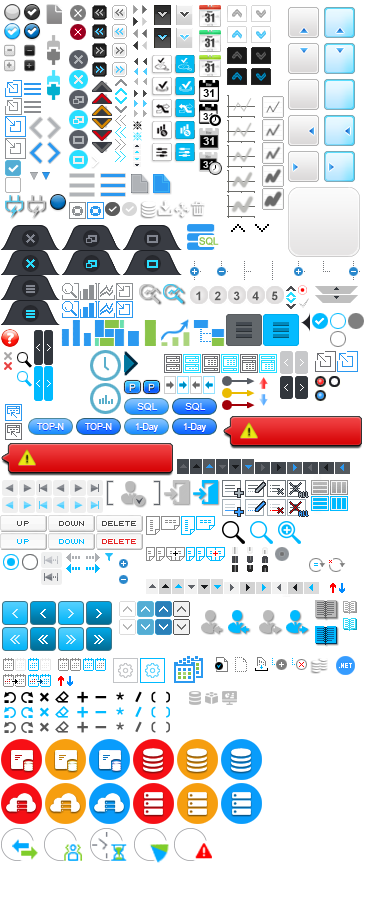 31
31
31
31
31
31
SQL
1 2 3 4 5
?
P P
SQL SQL
TOP-N TOP-N 1-Day 1-Day
UP DOWN DELETE
UP DOWN DELETE
.NET